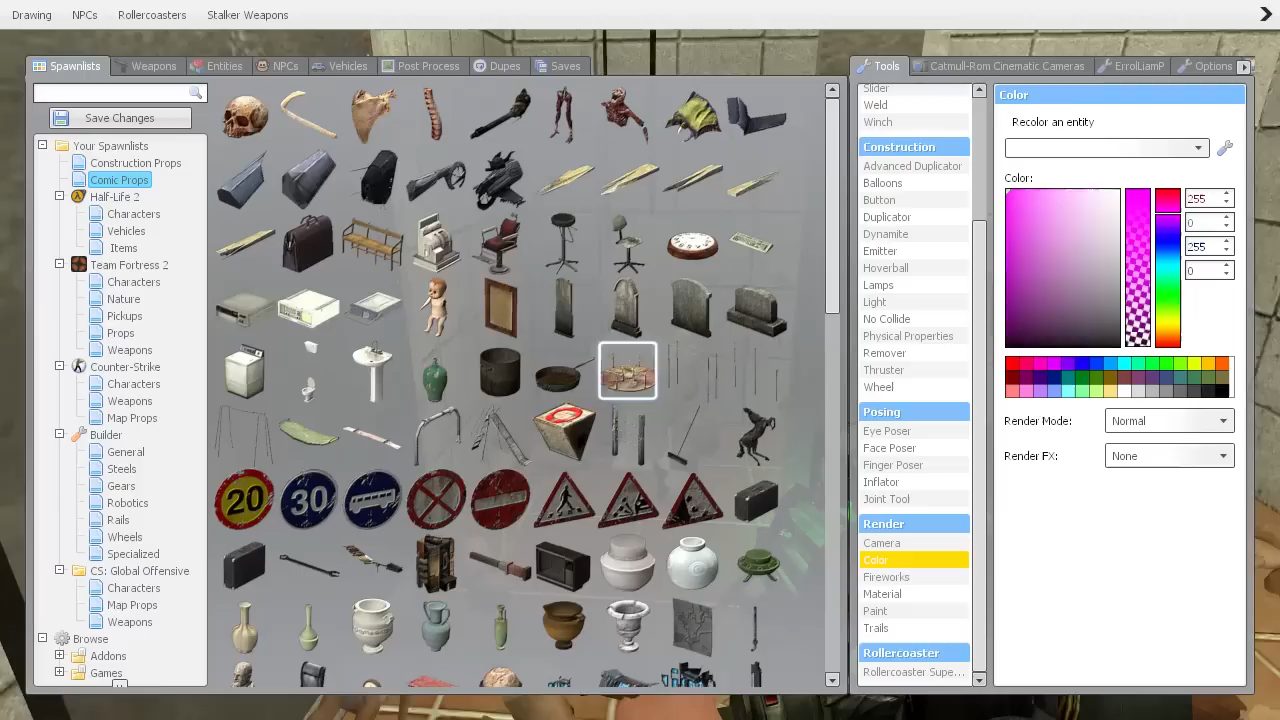 Drawing NPCs Rollercoasters Stalker Weapons
Spawnlists Weapons Entities NPCs Vehicles Post Process Dupes Saves
Save Changes
Your Spawnlists
Construction Props
Comic Props
Half-Life 2
Characters
Vehicles
Items
Team Fortress 2
Characters
Nature
Pickups
Props
Weapons
Counter-Strike
Characters
Weapons
Map Props
Builder
General
Steels
Gears
Robotics
Rails
Wheels
Specialized
CS: Global Offensive
Characters
Map Props
Weapons
Browse
Addons
Games
20
30
Tools Catmull-Rom Cinematic Cameras ErrolLiamP Options
Slider
Weld
Winch
Construction
Advanced Duplicator
Balloons
Button
Duplicator
Dynamite
Emitter
Hoverball
Lamps
Light
No Collide
Physical Properties
Remover
Thruster
Wheel
Posing
Eye Poser
Face Poser
Finger Poser
Inflator
Joint Tool
Render
Camera
Color
Fireworks
Material
Paint
Trails
Rollercoaster
Rollercoaster Supe...
Color
Recolor an entity
Color:
255
0
255
0
Render Mode: Normal
Render FX: None